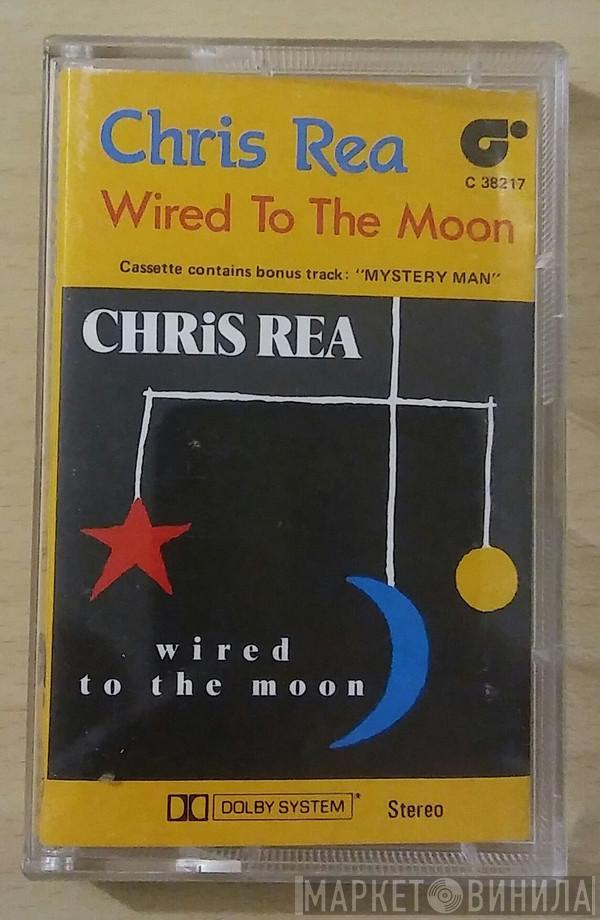 Chris Rea
C 38217
Wired To The Moon
Cassette contains bonus track: "MYSTERY MAN"
CHRiS REA
wired
to the moon
DOLBY SYSTEM*
Stereo
МАРКЕТ ВИНИЛА